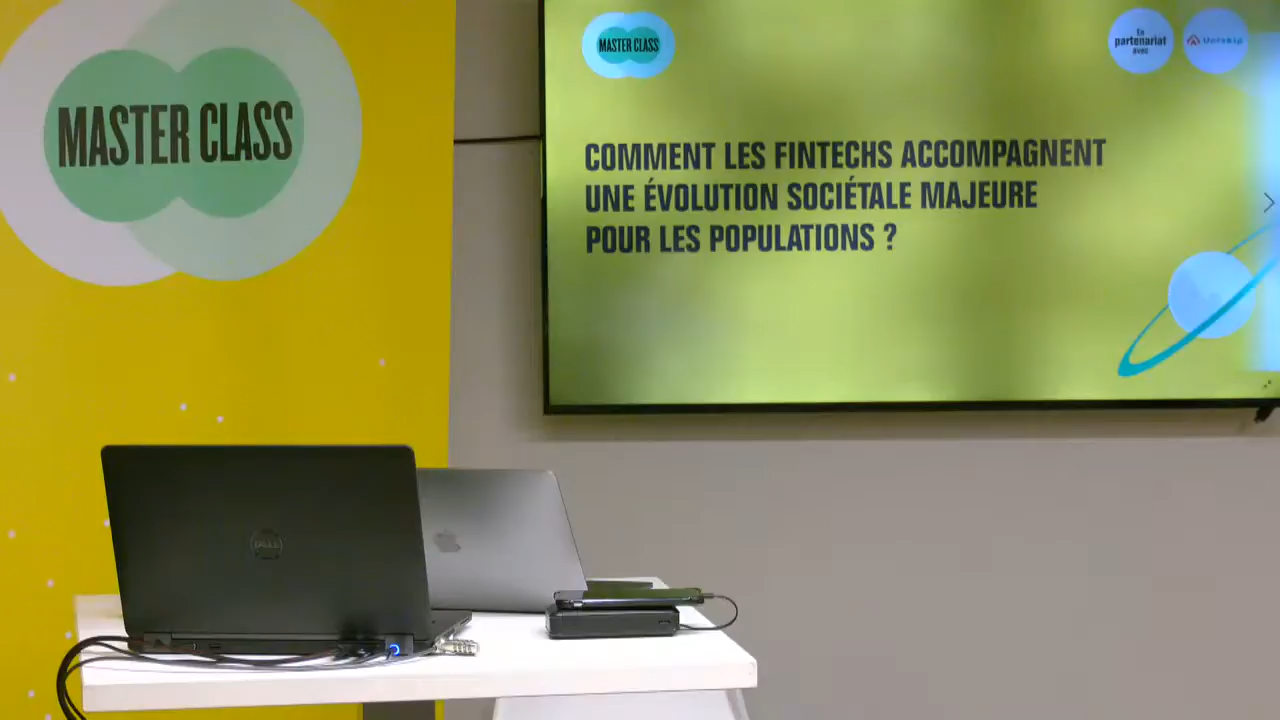 MASTER CLASS
MASTER CLASS
En
partenariat
avec
COMMENT LES FINTECHS ACCOMPAGNENT
UNE ÉVOLUTION SOCIÉTALE MAJEURE
POUR LES POPULATIONS ?
DELL